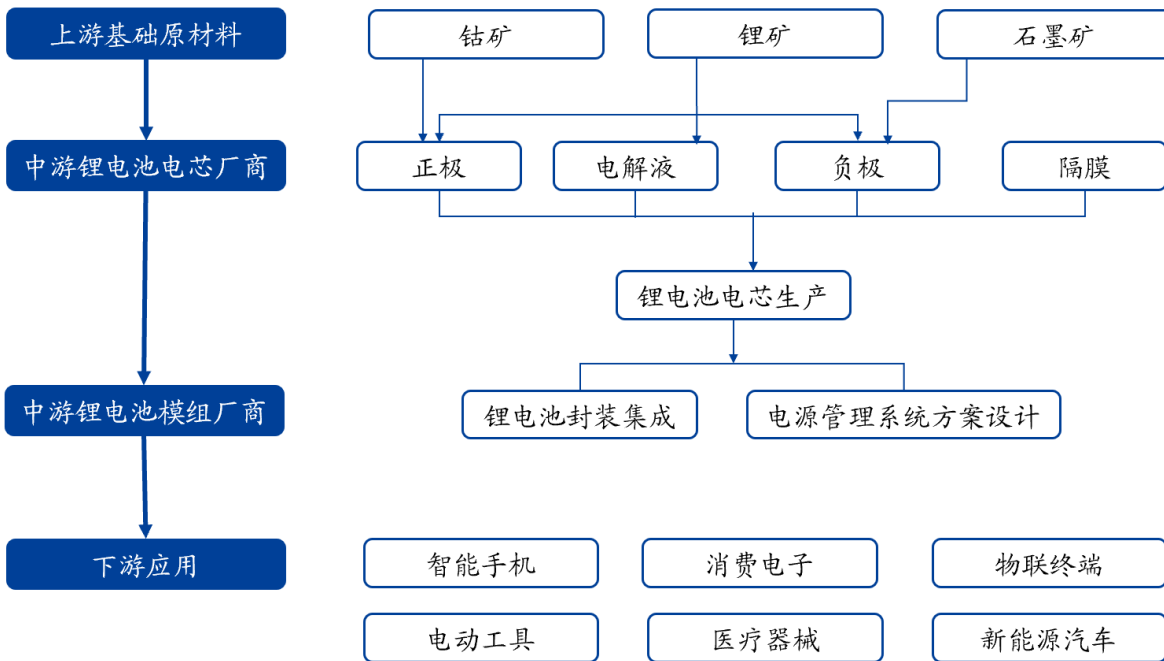 上游基础原材料
钴矿
锂矿
石墨矿
中游锂电池电芯厂商
正极
电解液
负极
隔膜
锂电池电芯生产
中游锂电池模组厂商
锂电池封装集成
电源管理系统方案设计
下游应用
智能手机
消费电子
物联终端
电动工具
医疗器械
新能源汽车